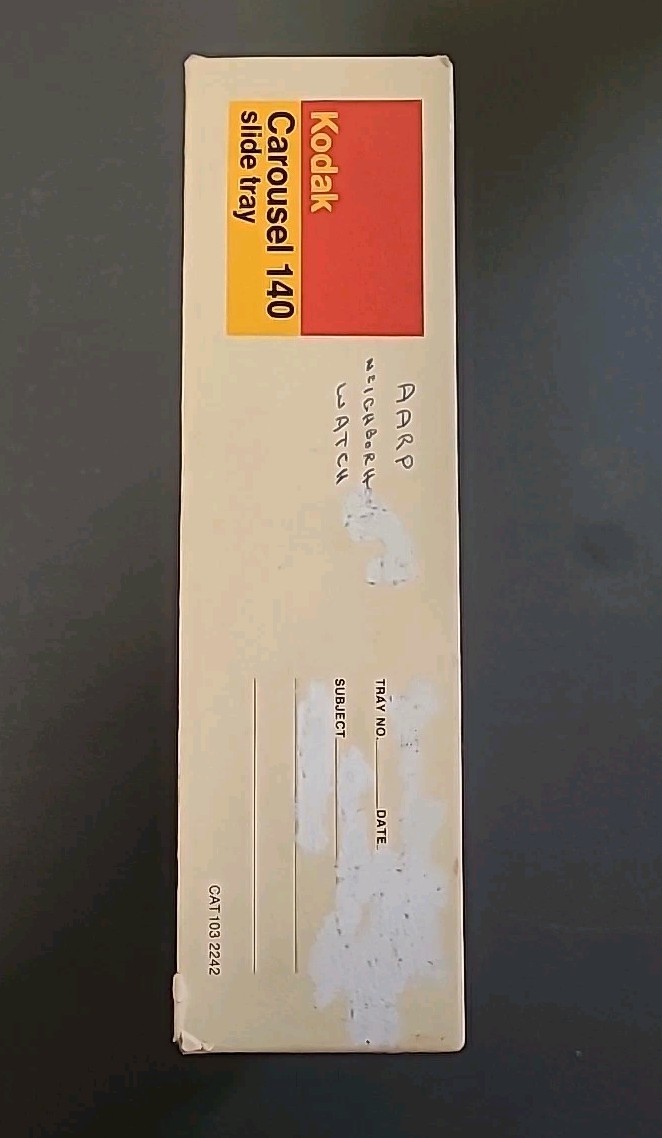 Kodak
Carousel 140
slide tray
AARP
NEIGHBORH
WATCH
TRAY NO. DATE
SUBJECT
CAT 103 2242